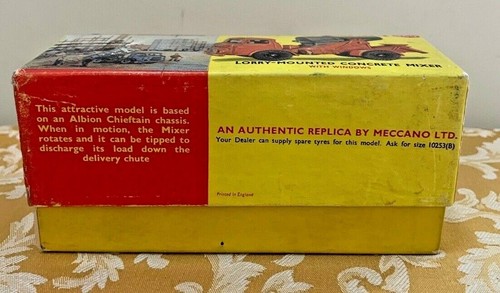 LORRY-MOUNTED CONCRETE MIXER
WITH WINDOWS
This attractive model is based
on an Albion Chieftain chassis.
When in motion, the Mixer
rotates and it can be tipped to
discharge its load down the
delivery chute
AN AUTHENTIC REPLICA BY MECCANO LTD.
Your Dealer can supply spare tyres for this model. Ask for size 10253(B)
Printed in England